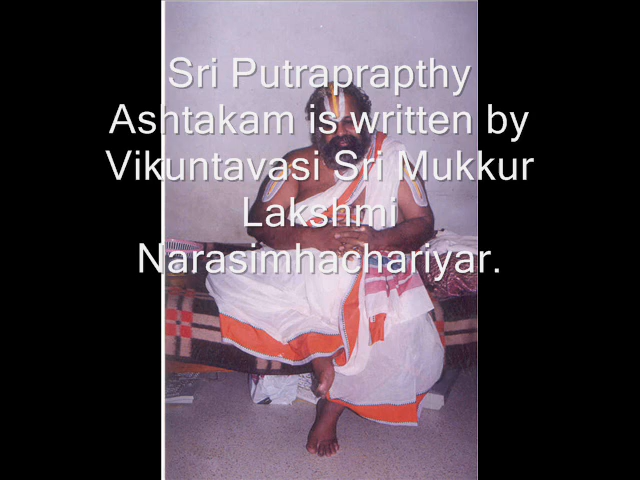 Sri Putraprapthy
Ashtakam is written by
Vikuntavasi Sri Mukkur
Lakshmi
Narasimhachariyar.